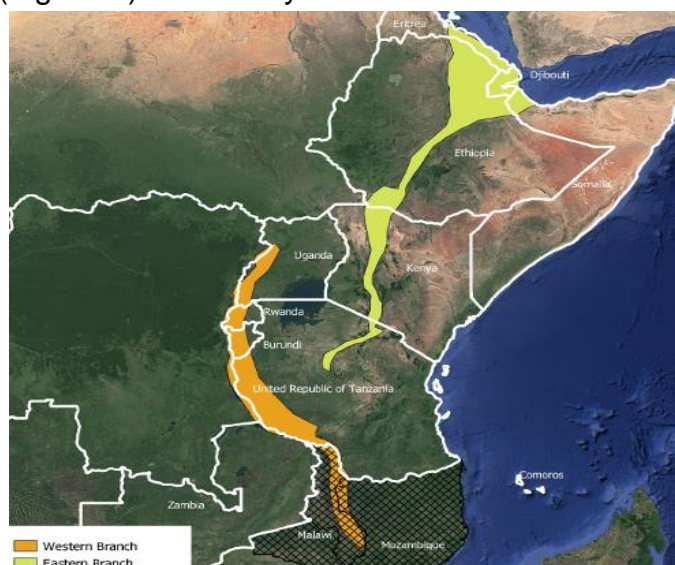 Eritrea
Djibouti
Ethiopia
Somalia
Uganda
Kenya
Rwanda
Burundi
United Republic of Tanzania
Comoros
Zambia
Malawi
Mozambique
Western Branch
Eastern Branch